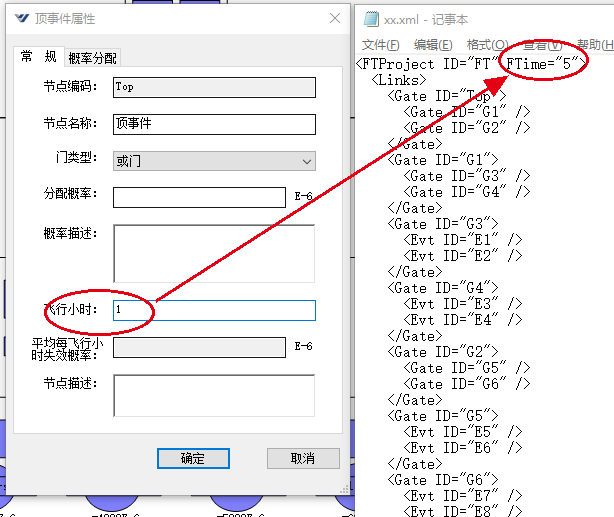 顶事件属性
常　规
概率分配
节点编码：
Top
节点名称：
顶事件
门类型：
或门
分配概率：
E-6
概率描述：
飞行小时：
1
平均每飞行小
时失效概率：
E-6
节点描述：
确定
取消
xx.xml - 记事本
文件(F)　编辑(E)　格式(O)　查看(V)　帮助(H)
<FTProject ID="FT" FTime="5">
<Links>
<Gate ID="Top">
<Gate ID="G1" />
<Gate ID="G2" />
</Gate>
<Gate ID="G1">
<Gate ID="G3" />
<Gate ID="G4" />
</Gate>
<Gate ID="G3">
<Evt ID="E1" />
<Evt ID="E2" />
</Gate>
<Gate ID="G4">
<Evt ID="E3" />
<Evt ID="E4" />
</Gate>
<Gate ID="G2">
<Gate ID="G5" />
<Gate ID="G6" />
</Gate>
<Gate ID="G5">
<Evt ID="E5" />
<Evt ID="E6" />
</Gate>
<Gate ID="G6">
<Evt ID="E7" />
<Evt ID="E8" />